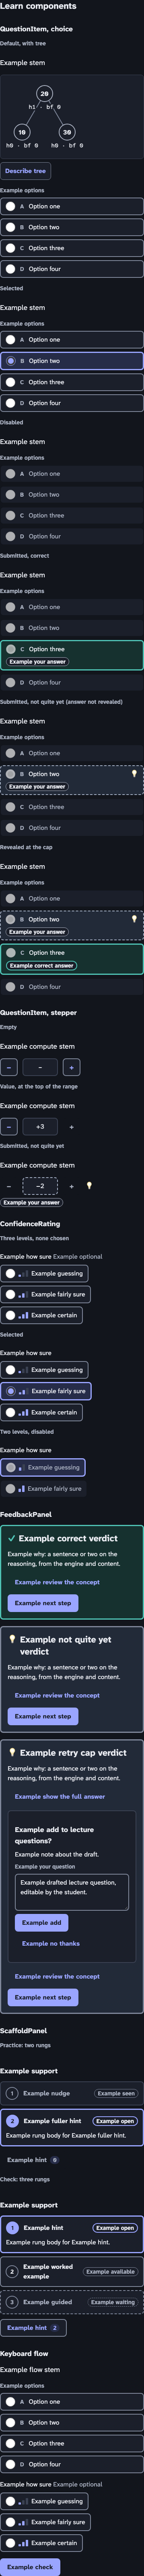 Learn components
QuestionItem, choice
Default, with tree
Example stem
20
h1 · bf 0
10
30
h0 · bf 0
h0 · bf 0
Describe tree
Example options
A Option one
B Option two
C Option three
D Option four
Selected
Example stem
Example options
A Option one
B Option two
C Option three
D Option four
Disabled
Example stem
Example options
A Option one
B Option two
C Option three
D Option four
Submitted, correct
Example stem
Example options
A Option one
B Option two
C Option three
Example your answer
D Option four
Submitted, not quite yet (answer not revealed)
Example stem
Example options
A Option one
B Option two
Example your answer
C Option three
D Option four
Revealed at the cap
Example stem
Example options
A Option one
B Option two
Example your answer
C Option three
Example correct answer
D Option four
QuestionItem, stepper
Empty
Example compute stem
− – +
Value, at the top of the range
Example compute stem
− +3 +
Submitted, not quite yet
Example compute stem
− −2 +
Example your answer
ConfidenceRating
Three levels, none chosen
Example how sure Example optional
Example guessing
Example fairly sure
Example certain
Selected
Example how sure
Example guessing
Example fairly sure
Example certain
Two levels, disabled
Example how sure
Example guessing
Example fairly sure
FeedbackPanel
Example correct verdict
Example why: a sentence or two on the
reasoning, from the engine and content.
Example review the concept
Example next step
Example not quite yet
verdict
Example why: a sentence or two on the
reasoning, from the engine and content.
Example review the concept
Example next step
Example retry cap verdict
Example why: a sentence or two on the
reasoning, from the engine and content.
Example show the full answer
Example add to lecture
questions?
Example note about the draft.
Example your question
Example drafted lecture question,
editable by the student.
Example add
Example no thanks
Example review the concept
Example next step
ScaffoldPanel
Practice: two rungs
Example support
1 Example nudge Example seen
2 Example fuller hint Example open
Example rung body for Example fuller hint.
Example hint 0
Check: three rungs
Example support
1 Example hint Example open
Example rung body for Example hint.
2 Example worked
example Example available
3 Example guided Example waiting
Example hint 2
Keyboard flow
Example flow stem
Example options
A Option one
B Option two
C Option three
D Option four
Example how sure Example optional
Example guessing
Example fairly sure
Example certain
Example check